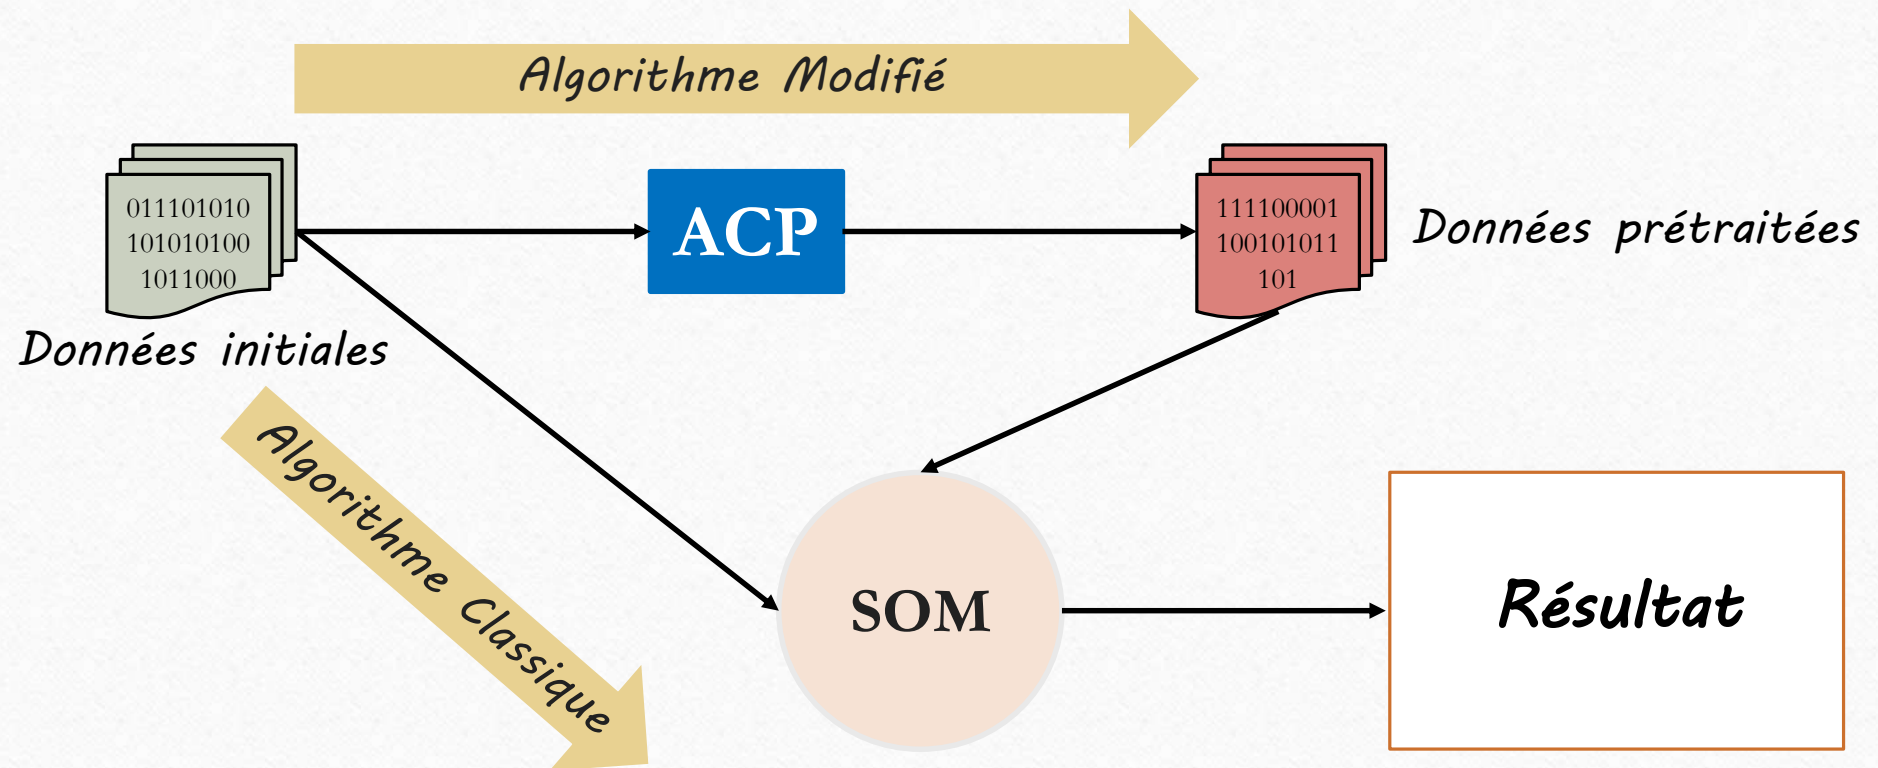 Algorithme Modifié
011101010
101010100
1011000
ACP
111100001
100101011
101
Données prétraitées
Données initiales
Algorithme Classique
SOM
Résultat